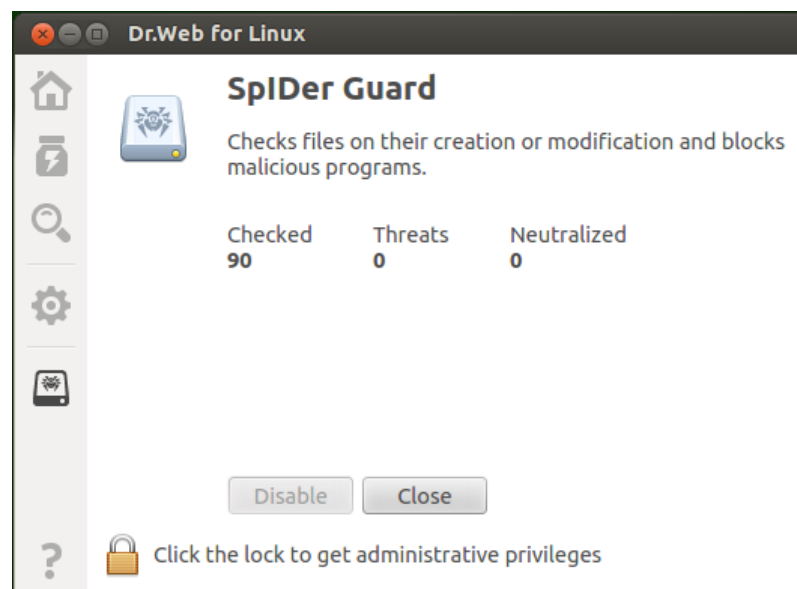 Dr.Web for Linux
SpIDer Guard
Checks files on their creation or modification and blocks
malicious programs.
Checked Threats Neutralized
90 0 0
Disable Close
Click the lock to get administrative privileges
?